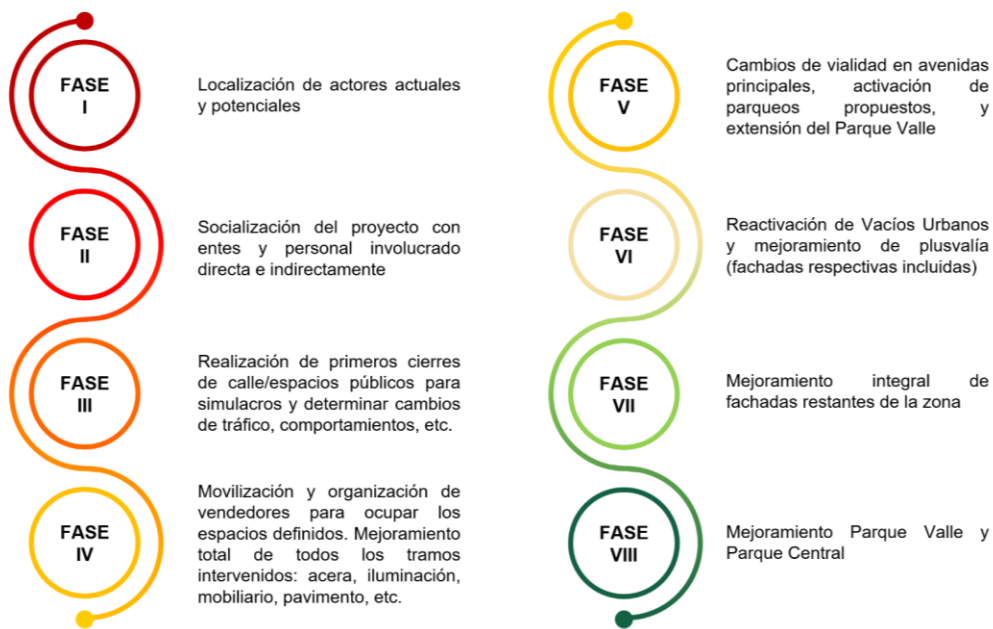 FASE
I
Localización de actores actuales
y potenciales
FASE
II
Socialización del proyecto con
entes y personal involucrado
directa e indirectamente
FASE
III
Realización de primeros cierres
de calle/espacios públicos para
simulacros y determinar cambios
de tráfico, comportamientos, etc.
FASE
IV
Movilización y organización de
vendedores para ocupar los
espacios definidos. Mejoramiento
total de todos los tramos
intervenidos: acera, iluminación,
mobiliario, pavimento, etc.
FASE
V
Cambios de vialidad en avenidas
principales, activación de
parqueos propuestos, y
extensión del Parque Valle
FASE
VI
Reactivación de Vacíos Urbanos
y mejoramiento de plusvalía
(fachadas respectivas incluidas)
FASE
VII
Mejoramiento integral de
fachadas restantes de la zona
FASE
VIII
Mejoramiento Parque Valle y
Parque Central